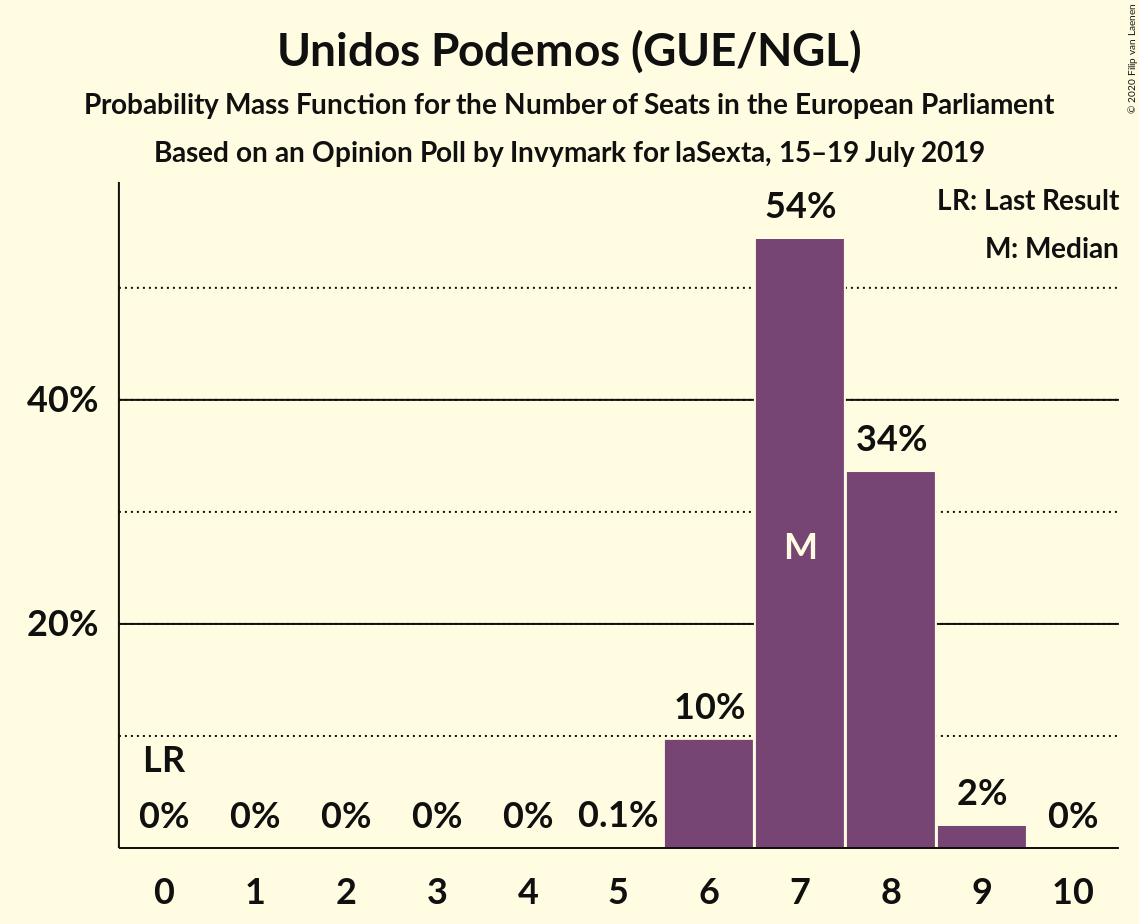 Unidos Podemos (GUE/NGL)
Probability Mass Function for the Number of Seats in the European Parliament
Based on an Opinion Poll by Invymark for laSexta, 15–19 July 2019
© 2020 Filip van Laenen
LR: Last Result
M: Median
54%
40%
34%
M
20%
10%
LR
2%
0% 0% 0% 0% 0% 0.1% 0%
0 1 2 3 4 5 6 7 8 9 10